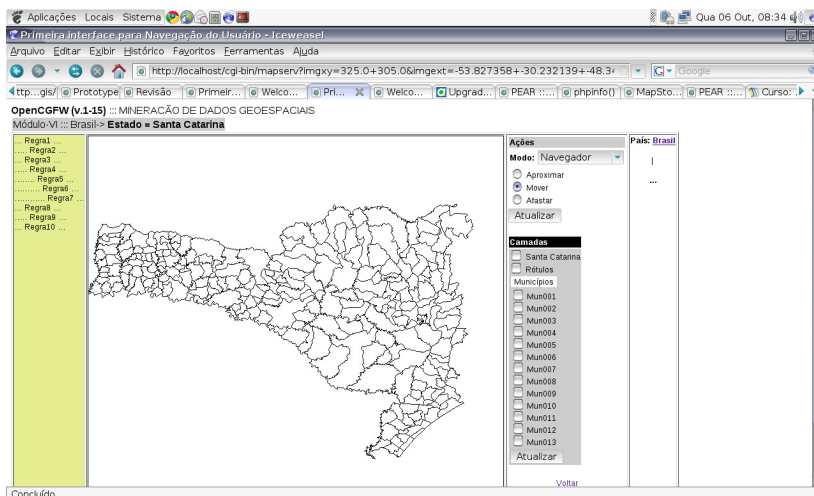 Aplicações Locais Sistema
Qua 06 Out, 08:34
Primeira interface para Navegação do Usuário - Iceweasel
Arquivo Editar Exibir Histórico Favoritos Ferramentas Ajuda
http://localhost/cgi-bin/mapserv?imgxy=325.0+305.0&imgext=-53.827358+-30.232139+-48.34
Google
ttp...gis/ Prototype Revisão Primeir... Welco... Pri... Welco... Upgrad... PEAR ::... phpinfo() MapSto... PEAR ::... Curso: .
OpenCGFW (v.1-15) ::: MINERAÇÃO DE DADOS GEOESPACIAIS
Módulo-VI ::: Brasil-> Estado = Santa Catarina
... Regra1 ...
..... Regra2 ...
... Regra3 ...
..... Regra4 ...
........ Regra5 ...
.......... Regra6 ...
............ Regra7 ...
... Regra8 ...
..... Regra9 ...
... Regra10 ...
Ações
Modo: Navegador
Aproximar
Mover
Afastar
Atualizar
Camadas
Santa Catarina
Rótulos
Municípios
Mun001
Mun002
Mun003
Mun004
Mun005
Mun006
Mun007
Mun008
Mun009
Mun010
Mun011
Mun012
Mun013
Atualizar
Voltar
País: Brasil
|
...
Concluído